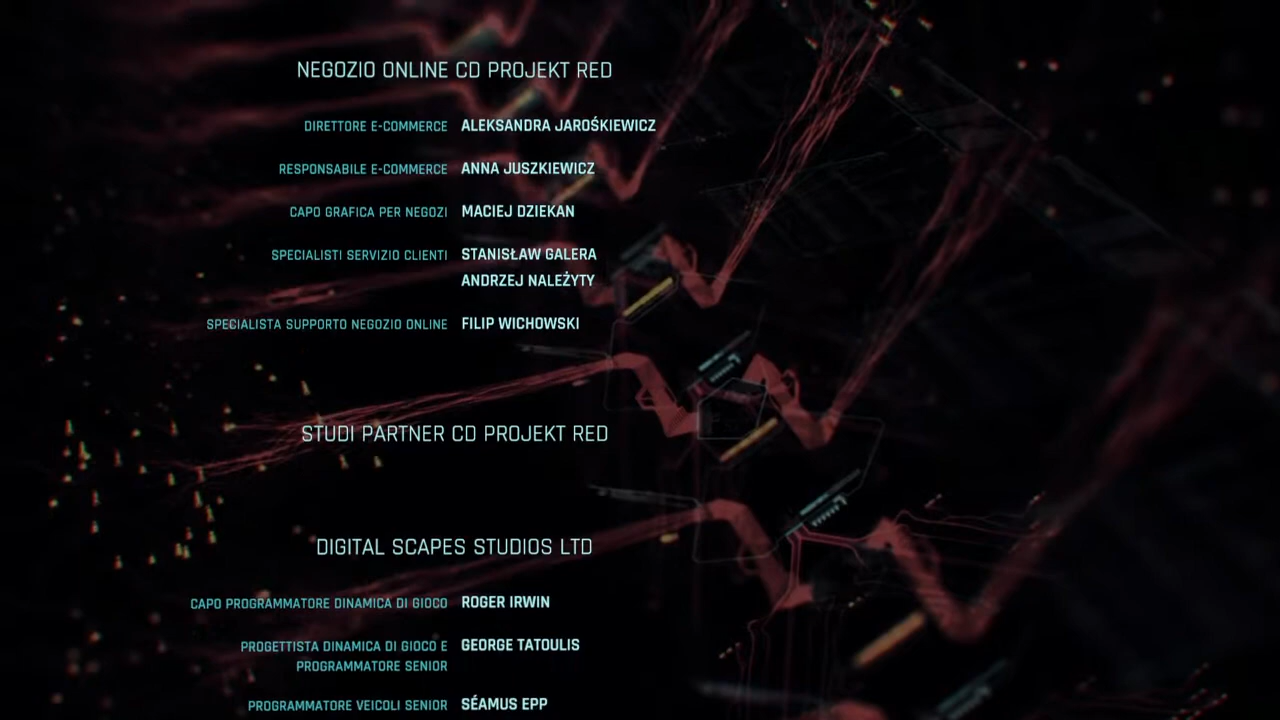 NEGOZIO ONLINE CD PROJEKT RED
DIRETTORE E-COMMERCE ALEKSANDRA JAROŚKIEWICZ
RESPONSABILE E-COMMERCE ANNA JUSZKIEWICZ
CAPO GRAFICA PER NEGOZI MACIEJ DZIEKAN
SPECIALISTI SERVIZIO CLIENTI STANISŁAW GALERA
ANDRZEJ NALEŻYTY
SPECIALISTA SUPPORTO NEGOZIO ONLINE FILIP WICHOWSKI
STUDI PARTNER CD PROJEKT RED
DIGITAL SCAPES STUDIOS LTD
CAPO PROGRAMMATORE DINAMICA DI GIOCO ROGER IRWIN
PROGETTISTA DINAMICA DI GIOCO E GEORGE TATOULIS
PROGRAMMATORE SENIOR
PROGRAMMATORE VEICOLI SENIOR SÉAMUS EPP